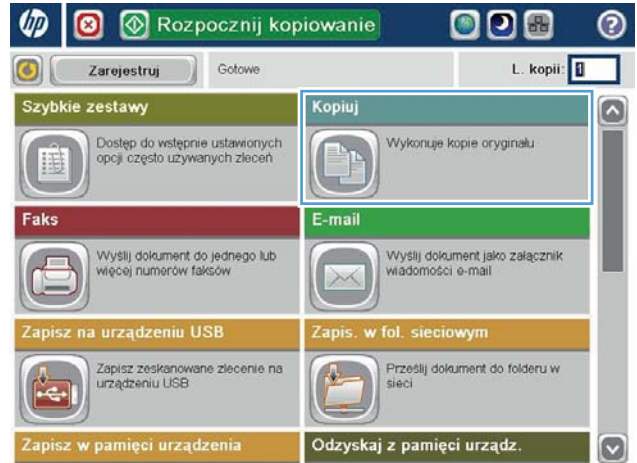 hp
Rozpocznij kopiowanie
?
Zarejestruj
Gotowe
L. kopii: 1
Szybkie zestawy
Dostęp do wstępnie ustawionych
opcji często używanych zleceń
Kopiuj
Wykonuje kopie oryginału
Faks
Wyślij dokument do jednego lub
więcej numerów faksów
E-mail
Wyślij dokument jako załącznik
wiadomości e-mail
Zapisz na urządzeniu USB
Zapisz zeskanowane zlecenie na
urządzeniu USB
Zapis. w fol. sieciowym
Prześlij dokument do folderu w
sieci
Zapisz w pamięci urządzenia
Odzyskaj z pamięci urządz.